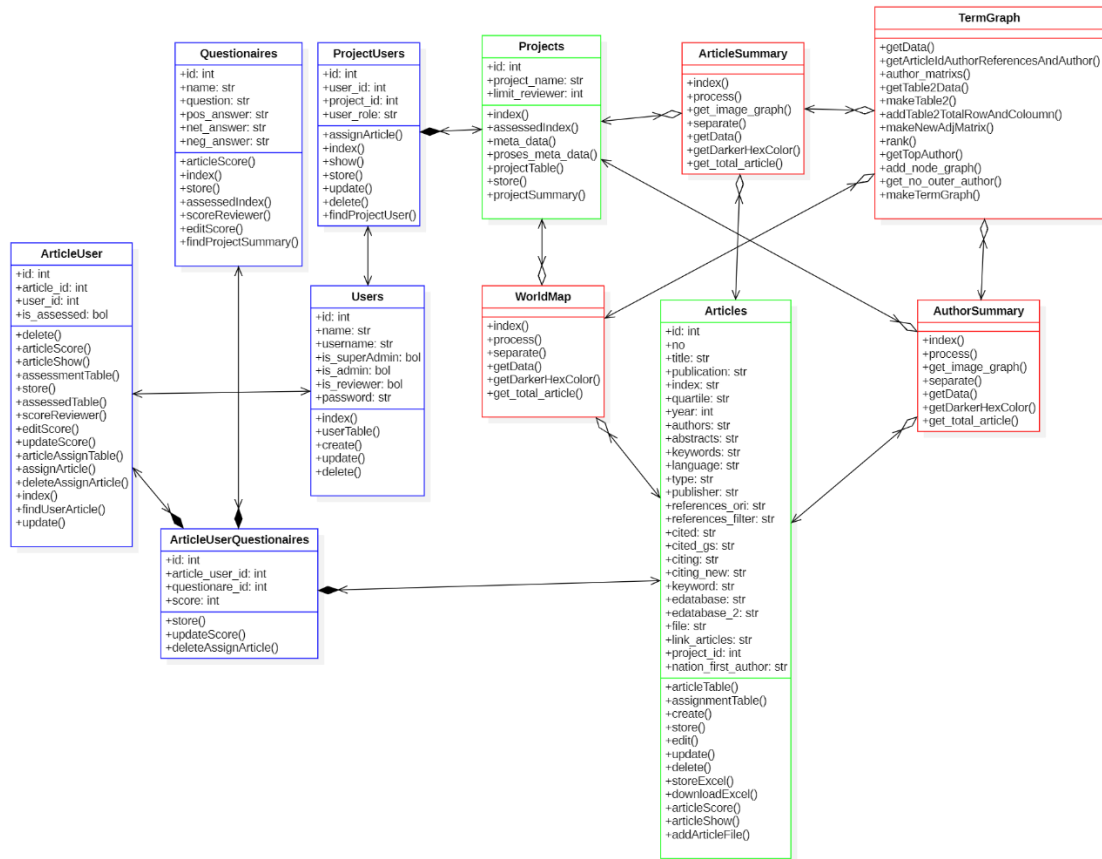 Questionaires
+id: int
+name: str
+question: str
+pos_answer: str
+net_answer: str
+neg_answer: str
+articleScore()
+index()
+store()
+assessedIndex()
+scoreReviewer()
+editScore()
+findProjectSummary()
ProjectUsers
+id: int
+user_id: int
+project_id: int
+user_role: str
+assignArticle()
+index()
+show()
+store()
+update()
+delete()
+findProjectUser()
Projects
+id: int
+project_name: str
+limit_reviewer: int
+index()
+assessedIndex()
+meta_data()
+proses_meta_data()
+projectTable()
+store()
+projectSummary()
ArticleSummary
+index()
+process()
+get_image_graph()
+separate()
+getData()
+getDarkerHexColor()
+get_total_article()
TermGraph
+getData()
+getArticleIdAuthorReferencesAndAuthor()
+author_matrixs()
+getTable2Data()
+makeTable2()
+addTable2TotalRowAndColoumn()
+makeNewAdjMatrix()
+rank()
+getTopAuthor()
+add_node_graph()
+get_no_outer_author()
+makeTermGraph()
ArticleUser
+id: int
+article_id: int
+user_id: int
+is_assessed: bol
+delete()
+articleScore()
+articleShow()
+assessmentTable()
+store()
+assessedTable()
+scoreReviewer()
+editScore()
+updateScore()
+articleAssignTable()
+assignArticle()
+deleteAssignArticle()
+index()
+findUserArticle()
+update()
Users
+id: int
+name: str
+username: str
+is_superAdmin: bol
+is_admin: bol
+is_reviewer: bol
+password: str
+index()
+userTable()
+create()
+update()
+delete()
WorldMap
+index()
+process()
+separate()
+getData()
+getDarkerHexColor()
+get_total_article()
Articles
+id: int
+no
+title: str
+publication: str
+index: str
+quartile: str
+year: int
+authors: str
+abstracts: str
+keywords: str
+language: str
+type: str
+publisher: str
+references_ori: str
+references_filter: str
+cited: str
+cited_gs: str
+citing: str
+citing_new: str
+keyword: str
+edatabase: str
+edatabase_2: str
+file: str
+link_articles: str
+project_id: int
+nation_first_author: str
+articleTable()
+assignmentTable()
+create()
+store()
+edit()
+update()
+delete()
+storeExcel()
+downloadExcel()
+articleScore()
+articleShow()
+addArticleFile()
AuthorSummary
+index()
+process()
+get_image_graph()
+separate()
+getData()
+getDarkerHexColor()
+get_total_article()
ArticleUserQuestionaires
+id: int
+article_user_id: int
+questionare_id: int
+score: int
+store()
+updateScore()
+deleteAssignArticle()